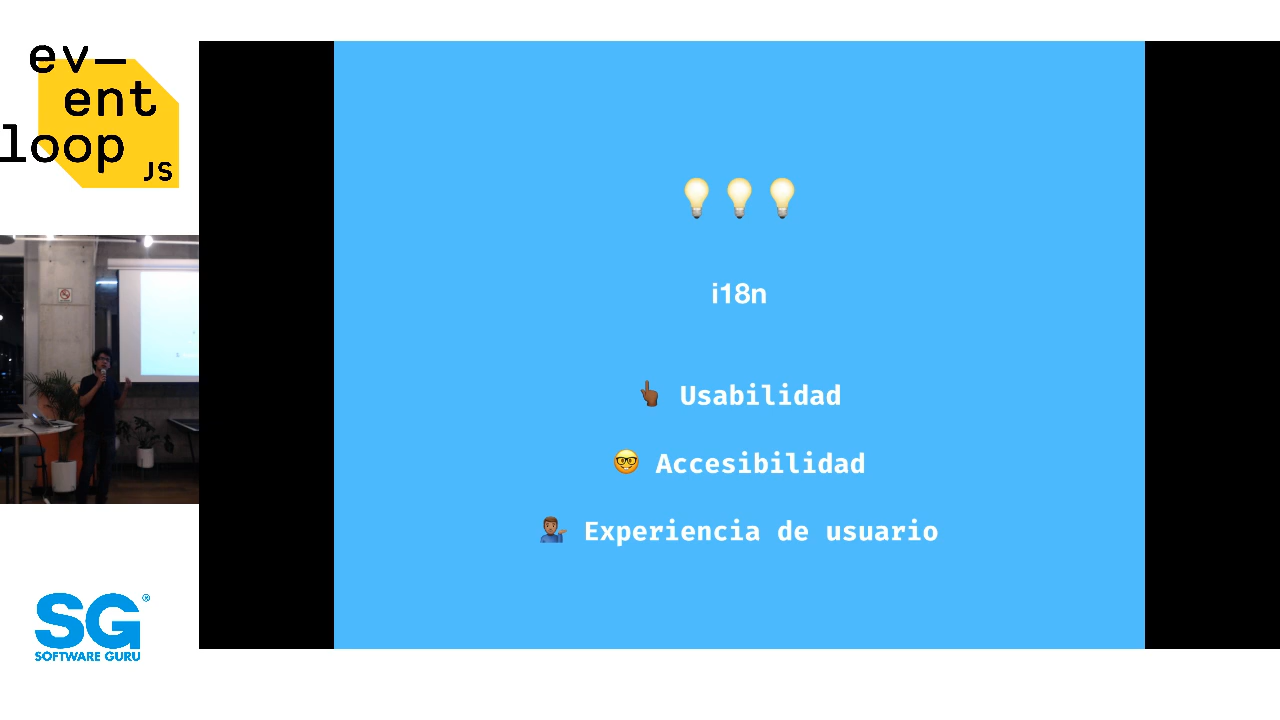 ev—
ent
loop
JS
i18n
Usabilidad
Accesibilidad
Experiencia de usuario
SG®
SOFTWARE GURU